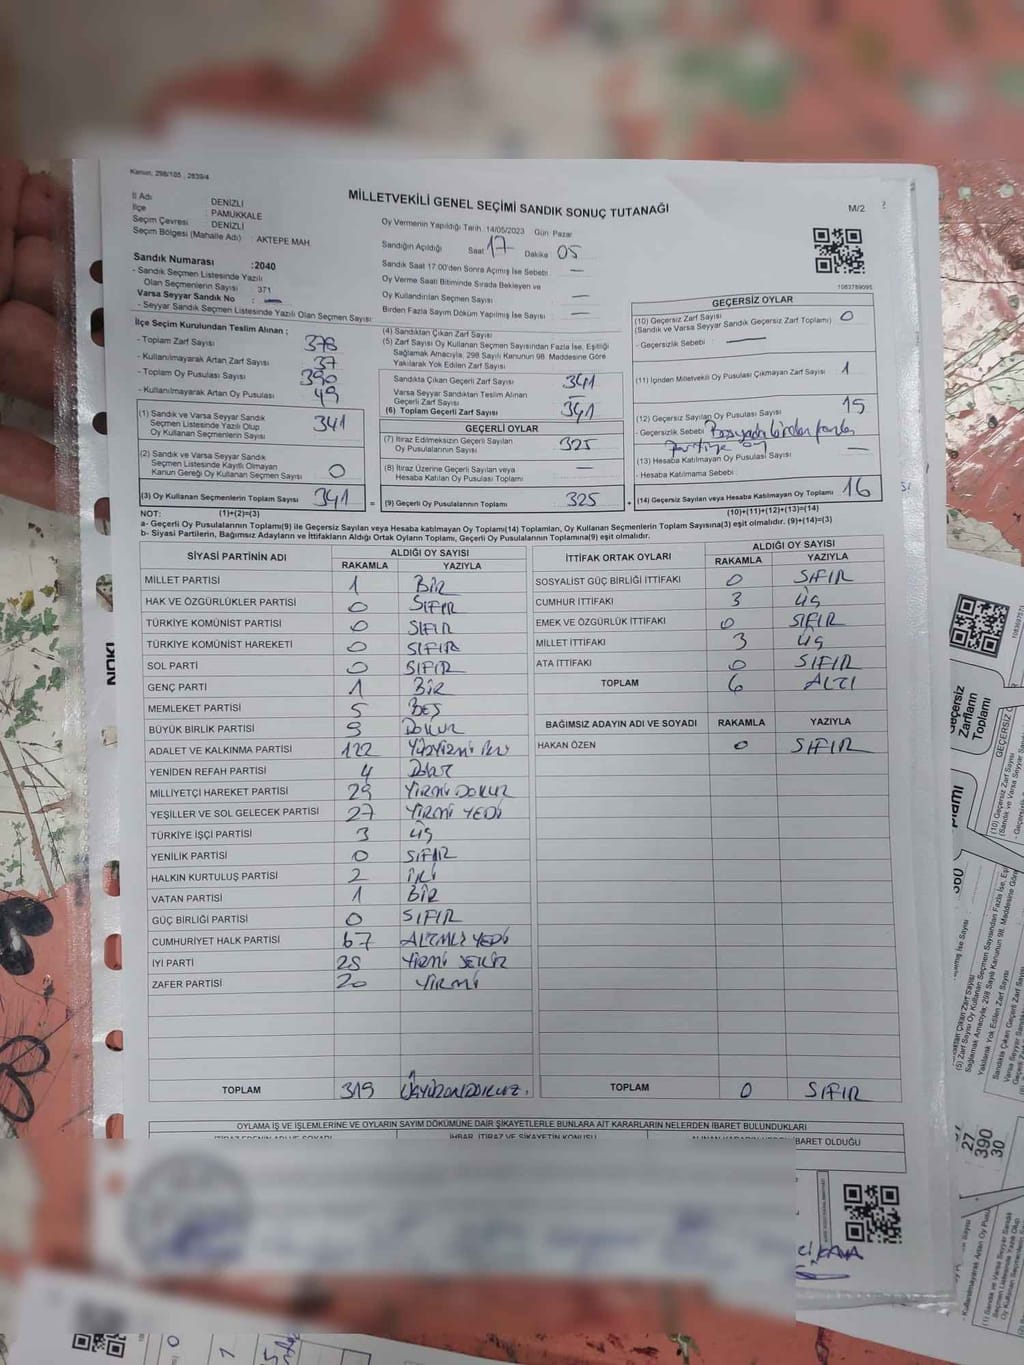 Kanun: 298/105 , 2839/4
MİLLETVEKİLİ GENEL SEÇİMİ SANDIK SONUÇ TUTANAĞI
M/2
İl Adı : DENİZLİ
İlçe : PAMUKKALE
Seçim Çevresi : DENİZLİ
Seçim Bölgesi (Mahalle Adı) : AKTEPE MAH
Oy Vermenin Yapıldığı Tarih :14/05/2023 Gün: Pazar
Sandığın Açıldığı Saat 17 Dakika 05
Sandık Saat 17:00'den Sonra Açılmış İse Sebebi : —
Oy Verme Saati Bitiminde Sırada Bekleyen ve
Oy Kullandırılan Seçmen Sayısı : —
Birden Fazla Sayım Döküm Yapılmış İse Sayısı : —
1063789095
Sandık Numarası :2040
- Sandık Seçmen Listesinde Yazılı
Olan Seçmenlerin Sayısı : 371
Varsa Seyyar Sandık No : —
- Seyyar Sandık Seçmen Listesinde Yazılı Olan Seçmen Sayısı:
İlçe Seçim Kurulundan Teslim Alınan ;
- Toplam Zarf Sayısı 378
- Kullanılmayarak Artan Zarf Sayısı 37
- Toplam Oy Pusulası Sayısı 390
- Kullanılmayarak Artan Oy Pusulası 49
(1) Sandık ve Varsa Seyyar Sandık
Seçmen Listesinde Yazılı Olup
Oy Kullanan Seçmenlerin Sayısı 341
(2) Sandık ve Varsa Seyyar Sandık
Seçmen Listesinde Kayıtlı Olmayan
Kanun Gereği Oy Kullanan Seçmen Sayısı 0
(3) Oy Kullanan Seçmenlerin Toplam Sayısı 341
(4) Sandıktan Çıkan Zarf Sayısı
(5) Zarf Sayısı Oy Kullanan Seçmen Sayısından Fazla İse, Eşitliği
Sağlamak Amacıyla; 298 Sayılı Kanunun 98. Maddesine Göre
Yakılarak Yok Edilen Zarf Sayısı
Sandıkta Çıkan Geçerli Zarf Sayısı 341
Varsa Seyyar Sandıktan Teslim Alınan
Geçerli Zarf Sayısı —
(6) Toplam Geçerli Zarf Sayısı 341
GEÇERLİ OYLAR
(7) İtiraz Edilmeksizin Geçerli Sayılan
Oy Pusulasının Sayısı 325
(8) İtiraz Üzerine Geçerli Sayılan veya
Hesaba Katılan Oy Pusulası Toplamı —
= (9) Geçerli Oy Pusulalarının Toplamı 325
GEÇERSİZ OYLAR
(10) Geçersiz Zarf Sayısı 0
(Sandık ve Varsa Seyyar Sandık Geçersiz Zarf Toplamı)
- Geçersizlik Sebebi : —
(11) İçinden Milletvekili Oy Pusulası Çıkmayan Zarf Sayısı 1
(12) Geçersiz Sayılan Oy Pusulası Sayısı 15
- Geçersizlik Sebebi : birden fazla
partiye oy
(13) Hesaba Katılmayan Oy Pusulası Sayısı —
- Hesaba Katılmama Sebebi :
+ (14) Geçersiz Sayılan veya Hesaba Katılmayan Oy Toplamı 16
NOT: (1)+(2)=(3) (10)+(11)+(12)+(13)=(14)
a- Geçerli Oy Pusulalarının Toplamı(9) ile Geçersiz Sayılan veya Hesaba katılmayan Oy Toplamı(14) Toplamları, Oy Kullanan Seçmenlerin Toplam Sayısına(3) eşit olmalıdır. (9)+(14)=(3)
b- Siyasi Partilerin, Bağımsız Adayların ve İttifakların Aldığı Ortak Oyların Toplamı, Geçerli Oy Pusulalarının Toplamına(9) eşit olmalıdır.
SİYASİ PARTİNİN ADI ALDIĞI OY SAYISI
RAKAMLA YAZIYLA
MİLLET PARTİSİ 1 BİR
HAK VE ÖZGÜRLÜKLER PARTİSİ 0 SIFIR
TÜRKİYE KOMÜNİST PARTİSİ 0 SIFIR
TÜRKİYE KOMÜNİST HAREKETİ 0 SIFIR
SOL PARTİ 0 SIFIR
GENÇ PARTİ 1 BİR
MEMLEKET PARTİSİ 5 BEŞ
BÜYÜK BİRLİK PARTİSİ 9 DOKUZ
ADALET VE KALKINMA PARTİSİ 122 YÜZYİRMİ İKİ
YENİDEN REFAH PARTİSİ 4 Dört
MİLLİYETÇİ HAREKET PARTİSİ 29 YİRMİ DOKUZ
YEŞİLLER VE SOL GELECEK PARTİSİ 27 YİRMİ YEDİ
TÜRKİYE İŞÇİ PARTİSİ 3 ÜÇ
YENİLİK PARTİSİ 0 SIFIR
HALKIN KURTULUŞ PARTİSİ 2 İKİ
VATAN PARTİSİ 1 BİR
GÜÇ BİRLİĞİ PARTİSİ 0 SIFIR
CUMHURİYET HALK PARTİSİ 67 ALTMIŞ YEDİ
İYİ PARTİ 28 YİRMİ SEKİZ
ZAFER PARTİSİ 20 YİRMİ
TOPLAM 319 ÜÇYÜZONDOKUZ.
İTTİFAK ORTAK OYLARI ALDIĞI OY SAYISI
RAKAMLA YAZIYLA
SOSYALİST GÜÇ BİRLİĞİ İTTİFAKI 0 SIFIR
CUMHUR İTTİFAKI 3 ÜÇ
EMEK VE ÖZGÜRLÜK İTTİFAKI 0 SIFIR
MİLLET İTTİFAKI 3 ÜÇ
ATA İTTİFAKI 0 SIFIR
TOPLAM 6 ALTI
BAĞIMSIZ ADAYIN ADI VE SOYADI RAKAMLA YAZIYLA
HAKAN ÖZEN 0 SIFIR
TOPLAM 0 SIFIR
OYLAMA İŞ VE İŞLEMLERİNE VE OYLARIN SAYIM DÖKÜMÜNE DAİR ŞİKAYETLERLE BUNLARA AİT KARARLARIN NELERDEN İBARET BULUNDUKLARI
İHBAR, İTİRAZ VE ŞİKAYETİN KONUSU
İBARET OLDUĞU
KAYA
NOKI
Geçersiz
Zarfların
Toplamı
27
390
30